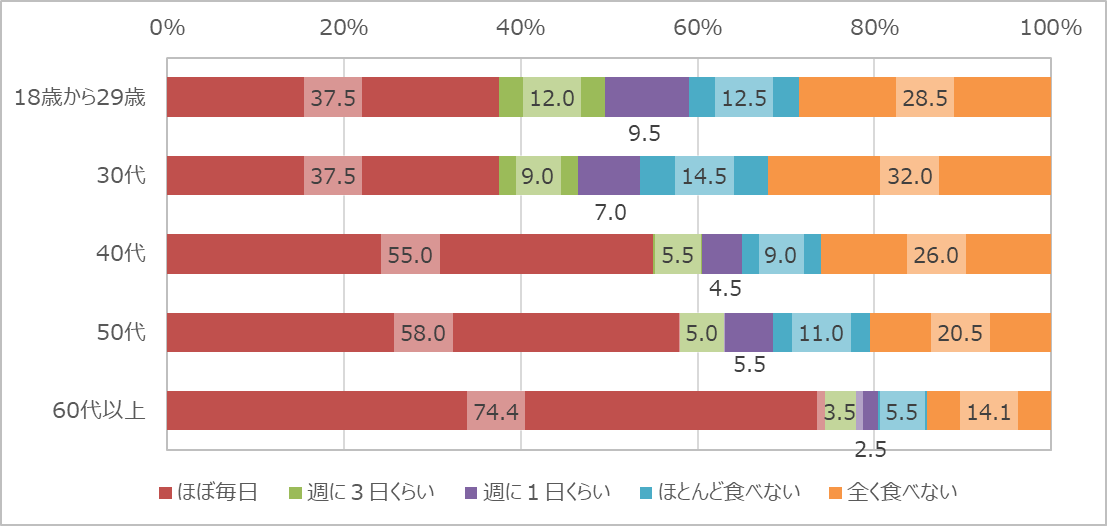 0% 20% 40% 60% 80% 100%
18歳から29歳 37.5 12.0 12.5 28.5
9.5
30代 37.5 9.0 14.5 32.0
7.0
40代 55.0 5.5 9.0 26.0
4.5
50代 58.0 5.0 11.0 20.5
5.5
60代以上 74.4 3.5 5.5 14.1
2.5
ほぼ毎日 週に３日くらい 週に１日くらい ほとんど食べない 全く食べない